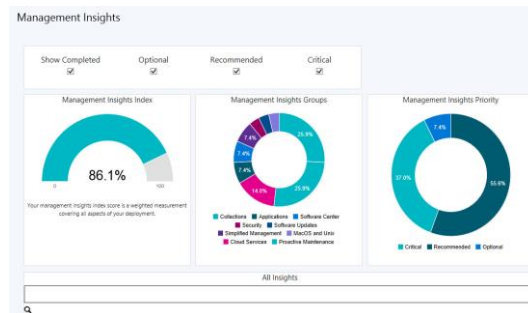 Management Insights
Show Completed Optional Recommended Critical
Management Insights Index
86.1%
0 100
Your management insights index score is a weighted measurement
covering all aspects of your deployment.
Management Insights Groups
25.9%
25.9%
14.8%
7.4%
7.4%
7.4%
Collections Applications Software Center
Security Software Updates
Simplified Management MacOS and Unix
Cloud Services Proactive Maintenance
Management Insights Priority
7.4%
37.0%
55.6%
Critical Recommended Optional
All Insights